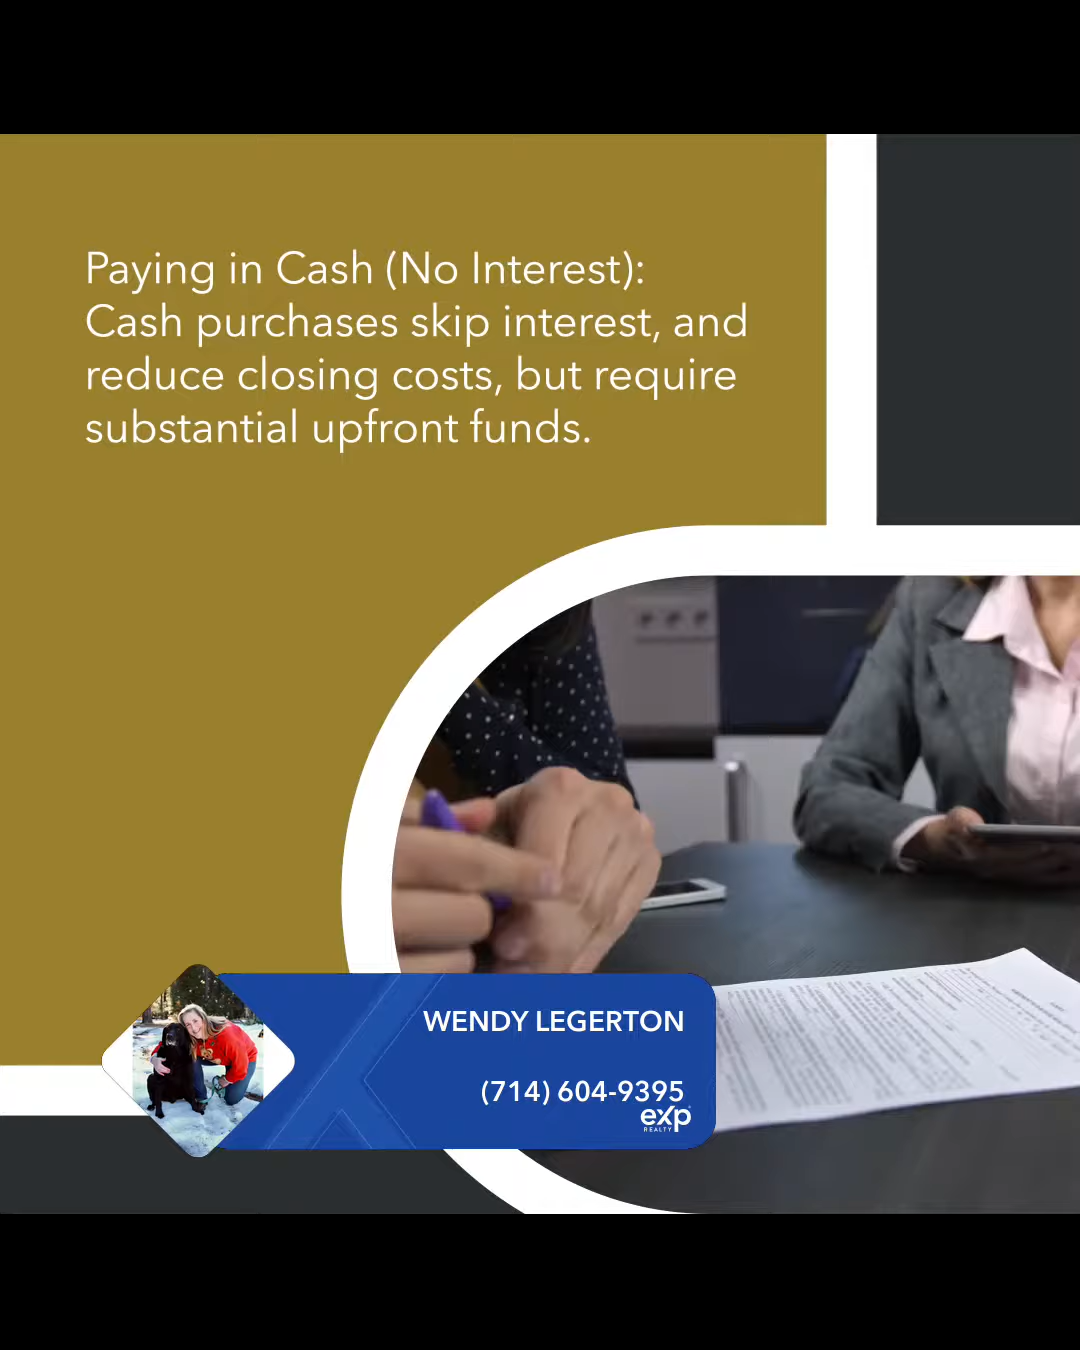 Paying in Cash (No Interest):
Cash purchases skip interest, and
reduce closing costs, but require
substantial upfront funds.
WENDY LEGERTON
(714) 604-9395
eXp
REALTY